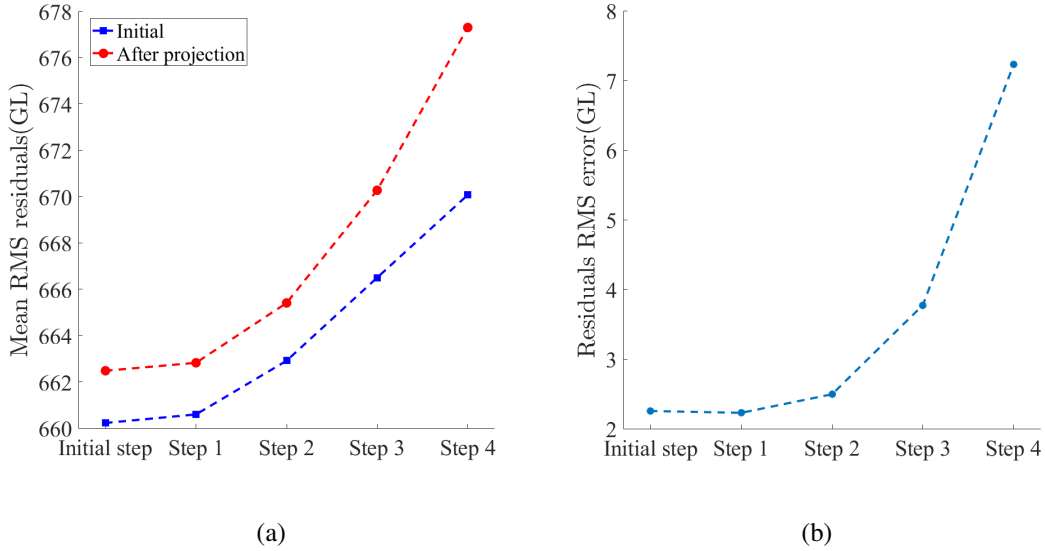 678
676
674
672
670
668
666
664
662
660
Mean RMS residuals(GL)
Initial
After projection
Initial step Step 1 Step 2 Step 3 Step 4
(a)
8
7
6
5
4
3
2
Residuals RMS error(GL)
Initial step Step 1 Step 2 Step 3 Step 4
(b)